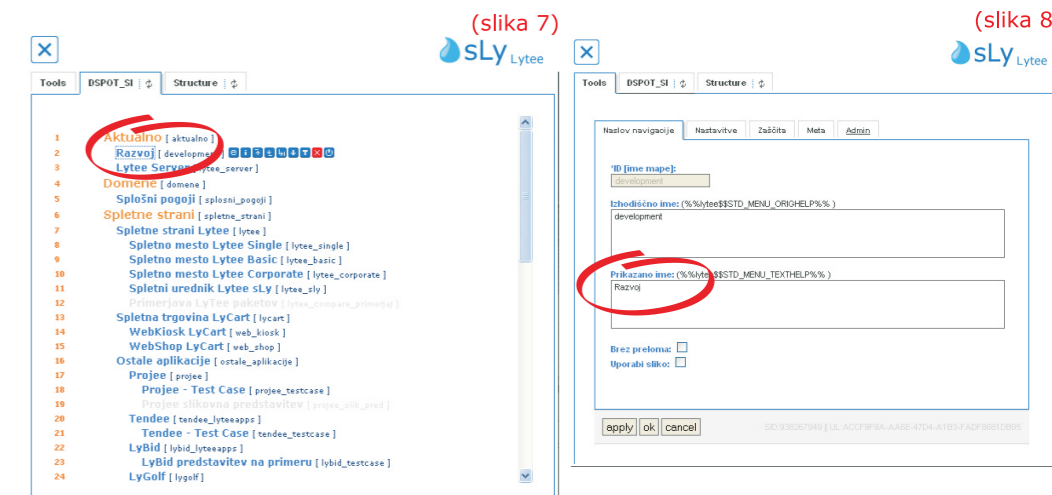 (slika 7)
sLy Lytee
Tools DSPOT_SI Structure
1 Aktualno [ aktualno ]
2 Razvoj [ development ]
3 Lytee Server [ lytee_server ]
4 Domene [ domene ]
5 Splošni pogoji [ splosni_pogoji ]
6 Spletne strani [ spletne_strani ]
7 Spletne strani Lytee [ lytee ]
8 Spletno mesto Lytee Single [ lytee_single ]
9 Spletno mesto Lytee Basic [ lytee_basic ]
10 Spletno mesto Lytee Corporate [ lytee_corporate ]
11 Spletni urednik Lytee sLy [ lytee_sly ]
12 Primerjava LyTee paketov [ lytee_compare_primerjaj ]
13 Spletna trgovina LyCart [ lycart ]
14 WebKiosk LyCart [ web_kiosk ]
15 WebShop LyCart [ web_shop ]
16 Ostale aplikacije [ ostale_aplikacije ]
17 Projee [ projee ]
18 Projee - Test Case [ projee_testcase ]
19 Projee slikovna predstavitev [ projee_slik_pred ]
20 Tendee [ tendee_lyteeapps ]
21 Tendee - Test Case [ tendee_testcase ]
22 LyBid [ lybid_lyteeapps ]
23 LyBid predstavitev na primeru [ lybid_testcase ]
24 LyGolf [ lygolf ]
(slika 8
sLy Lytee
Tools DSPOT_SI Structure
Naslov navigacije Nastavitve Zaščita Meta Admin
*ID [ime mape]:
development
Izhodiščno ime: (%%lytee$$STD_MENU_ORIGHELP%% )
development
Prikazano ime: (%%lytee$$STD_MENU_TEXTHELP%% )
Razvoj
Brez preloma:
Uporabi sliko:
apply ok cancel